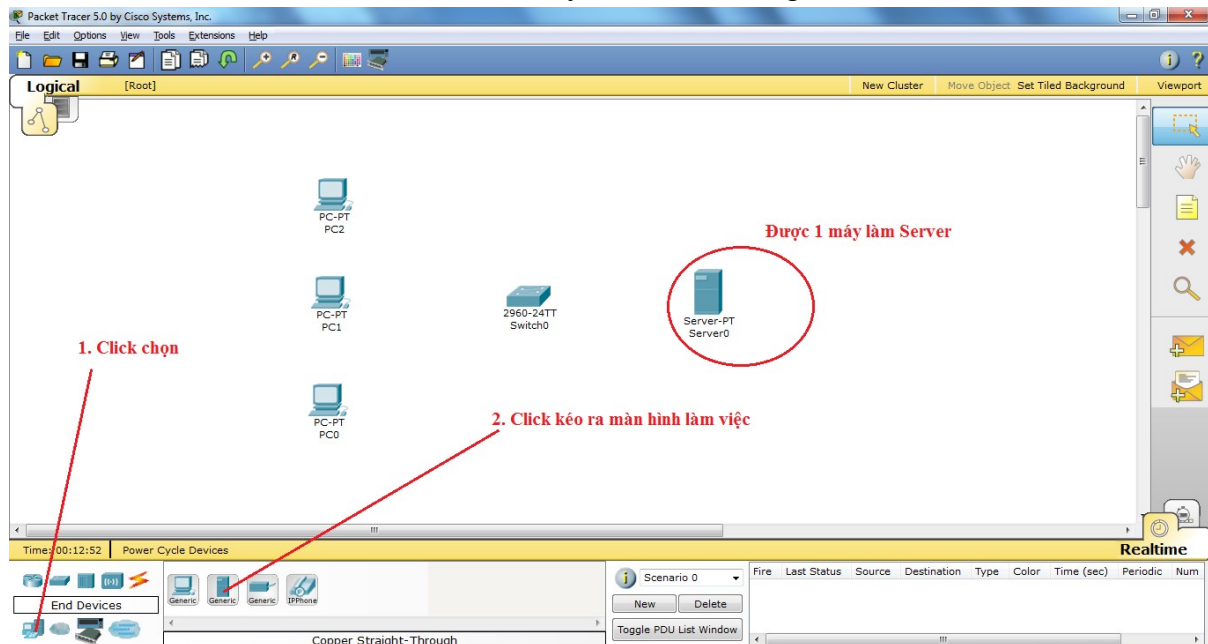 Packet Tracer 5.0 by Cisco Systems, Inc.
File Edit Options View Tools Extensions Help
Logical [Root] New Cluster Move Object Set Tiled Background Viewport
PC-PT
PC2
Được 1 máy làm Server
PC-PT
PC1
2960-24TT
Switch0
Server-PT
Server0
1. Click chọn
2. Click kéo ra màn hình làm việc
PC-PT
PC0
Time: 00:12:52 Power Cycle Devices Realtime
Scenario 0 Fire Last Status Source Destination Type Color Time (sec) Periodic Num
Generic Generic Generic IPPhone
End Devices New Delete
Toggle PDU List Window
Copper Straight-Through